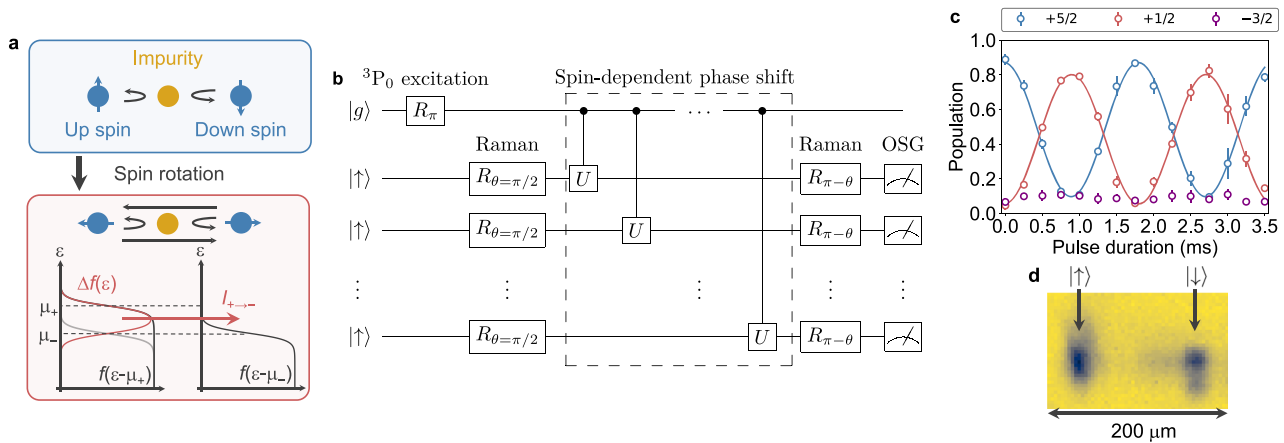 a
Impurity
Up spin
Down spin
Spin rotation
ε
ε
Δf(ε)
I+→−
μ+
μ−
f(ε-μ+)
f(ε-μ−)
b
³P₀ excitation
Spin-dependent phase shift
|g⟩
Rπ
. . .
Raman
Raman
OSG
|↑⟩
Rθ=π/2
U
Rπ−θ
|↑⟩
Rθ=π/2
U
Rπ−θ
⋮ ⋮ ⋮ ⋮ ⋮
|↑⟩
Rθ=π/2
U
Rπ−θ
c
+5/2
+1/2
−3/2
1.0
0.8
0.6
0.4
0.2
0.0
Population
0.0 0.5 1.0 1.5 2.0 2.5 3.0 3.5
Pulse duration (ms)
d
|↑⟩
|↓⟩
200 μm